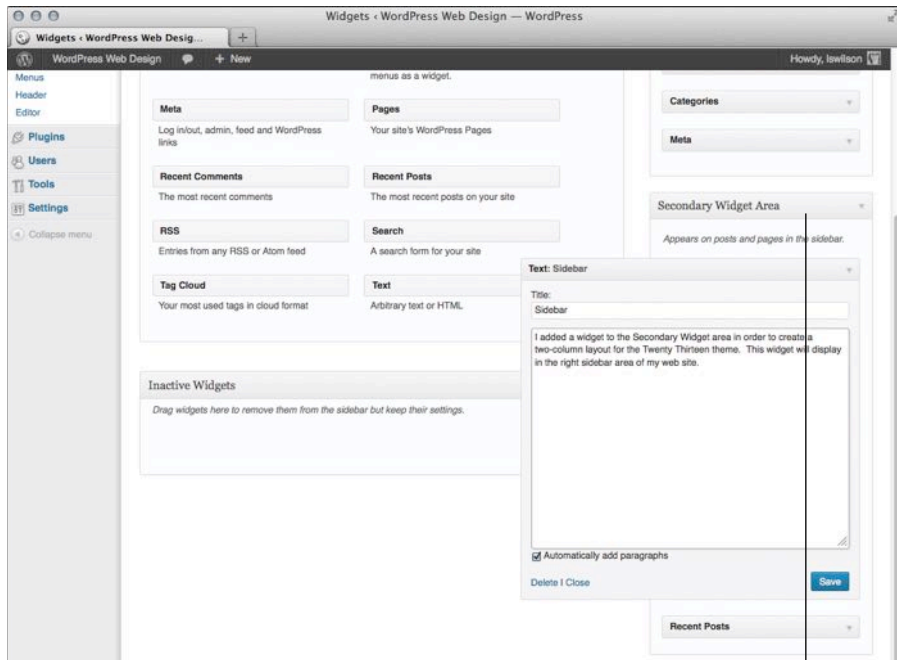 Widgets ‹ WordPress Web Design — WordPress
Widgets ‹ WordPress Web Desig...
+
WordPress Web Design + New Howdy, lswilson
Menus
Header
Editor
Plugins
Users
Tools
Settings
Collapse menu
menus as a widget.
Meta
Log in/out, admin, feed and WordPress
links
Pages
Your site's WordPress Pages
Recent Comments
The most recent comments
Recent Posts
The most recent posts on your site
RSS
Entries from any RSS or Atom feed
Search
A search form for your site
Tag Cloud
Your most used tags in cloud format
Text
Arbitrary text or HTML.
Inactive Widgets
Drag widgets here to remove them from the sidebar but keep their settings.
Categories
Meta
Secondary Widget Area
Appears on posts and pages in the sidebar.
Text: Sidebar
Title:
Sidebar
I added a widget to the Secondary Widget area in order to create a
two-column layout for the Twenty Thirteen theme. This widget will display
in the right sidebar area of my web site.
Automatically add paragraphs
Delete | Close
Save
Recent Posts